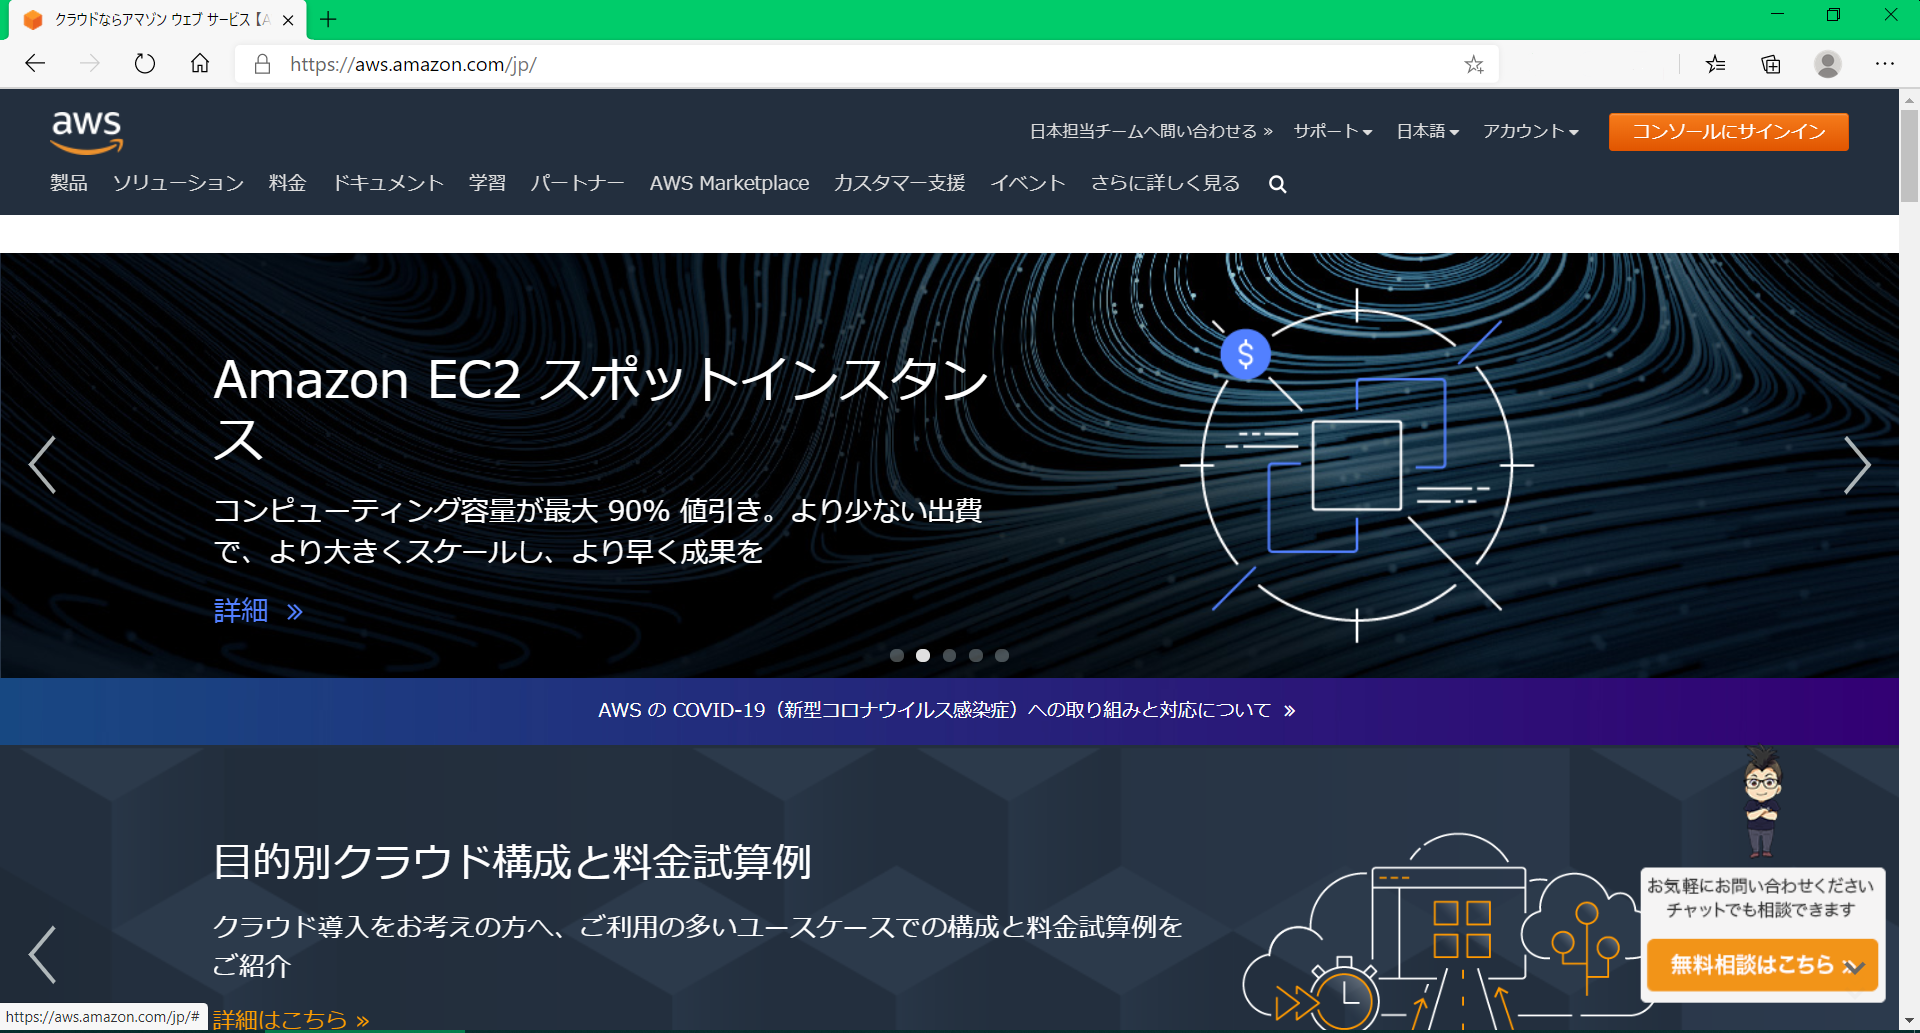 クラウドならアマゾン ウェブ サービス【A
https://aws.amazon.com/jp/
aws
日本担当チームへ問い合わせる »
サポート
日本語
アカウント
コンソールにサインイン
製品 ソリューション 料金 ドキュメント 学習 パートナー AWS Marketplace カスタマー支援 イベント さらに詳しく見る
$
Amazon EC2 スポットインスタン
ス
コンピューティング容量が最大 90% 値引き。より少ない出費
で、より大きくスケールし、より早く成果を
詳細 »
AWS の COVID-19（新型コロナウイルス感染症）への取り組みと対応について »
目的別クラウド構成と料金試算例
クラウド導入をお考えの方へ、ご利用の多いユースケースでの構成と料金試算例を
ご紹介
詳細はこちら »
お気軽にお問い合わせください
チャットでも相談できます
無料相談はこちら »
https://aws.amazon.com/jp/#